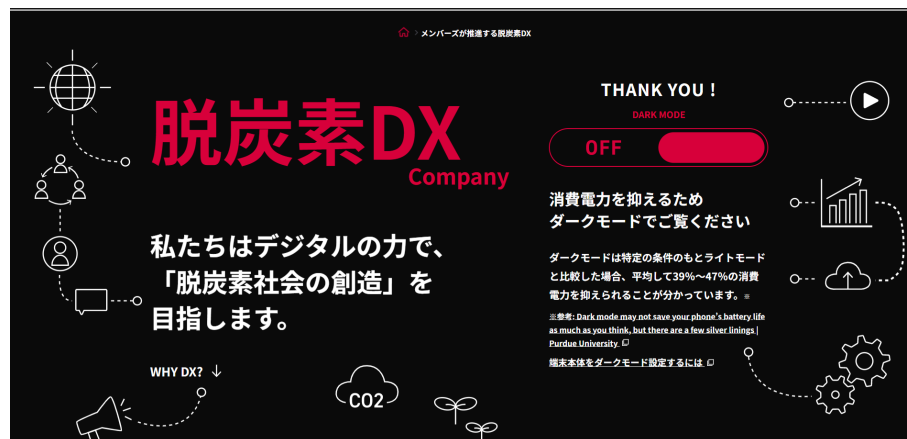 メンバーズが推進する脱炭素DX
脱炭素DX
Company
私たちはデジタルの力で、
「脱炭素社会の創造」を
目指します。
WHY DX? ↓
CO2
THANK YOU !
DARK MODE
OFF
消費電力を抑えるため
ダークモードでご覧ください
ダークモードは特定の条件のもとライトモード
と比較した場合、平均して39%〜47%の消費
電力を抑えられることが分かっています。※
※参考: Dark mode may not save your phone's battery life
as much as you think, but there are a few silver linings |
Purdue University
端末本体をダークモード設定するには